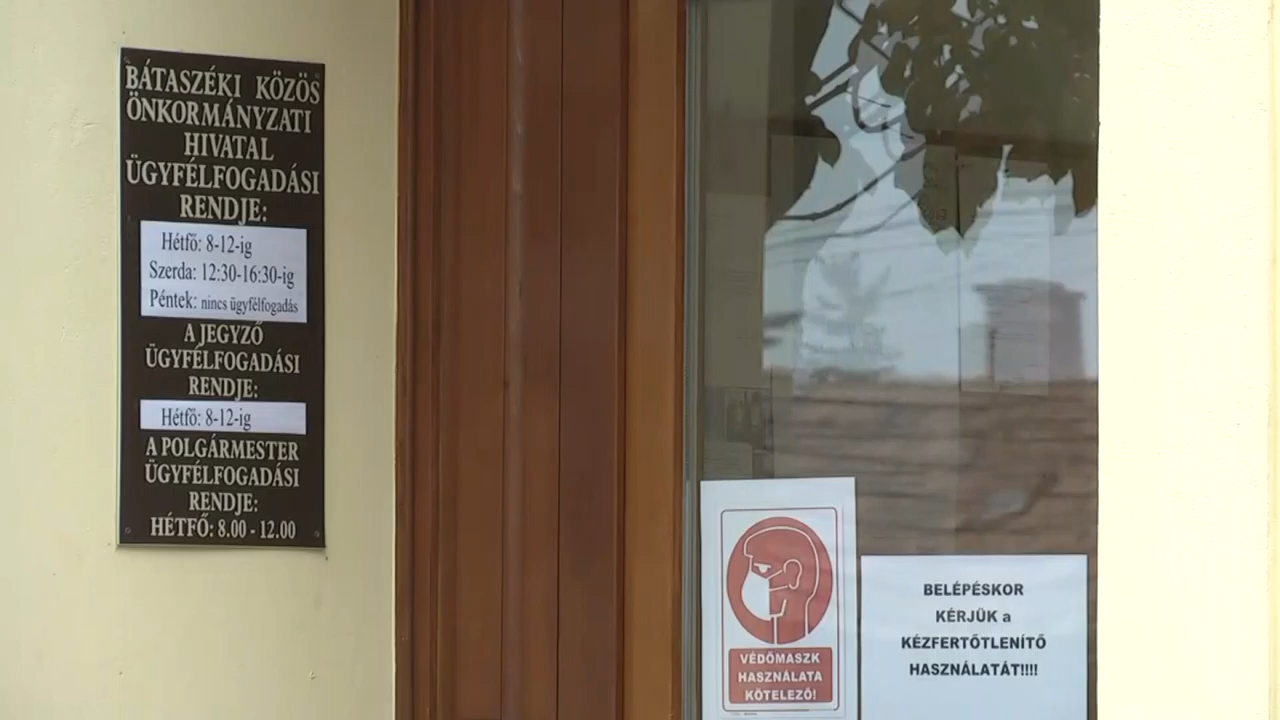 BÁTASZÉKI KÖZÖS
ÖNKORMÁNYZATI
HIVATAL
ÜGYFÉLFOGADÁSI
RENDJE:
Hétfő: 8-12-ig
Szerda: 12:30-16:30-ig
Péntek: nincs ügyfélfogadás
A JEGYZŐ
ÜGYFÉLFOGADÁSI
RENDJE:
Hétfő: 8-12-ig
A POLGÁRMESTER
ÜGYFÉLFOGADÁSI
RENDJE:
HÉTFŐ: 8.00 - 12.00
VÉDŐMASZK
HASZNÁLATA
KÖTELEZŐ!
BELÉPÉSKOR
KÉRJÜK a
KÉZFERTŐTLENÍTŐ
HASZNÁLATÁT!!!!